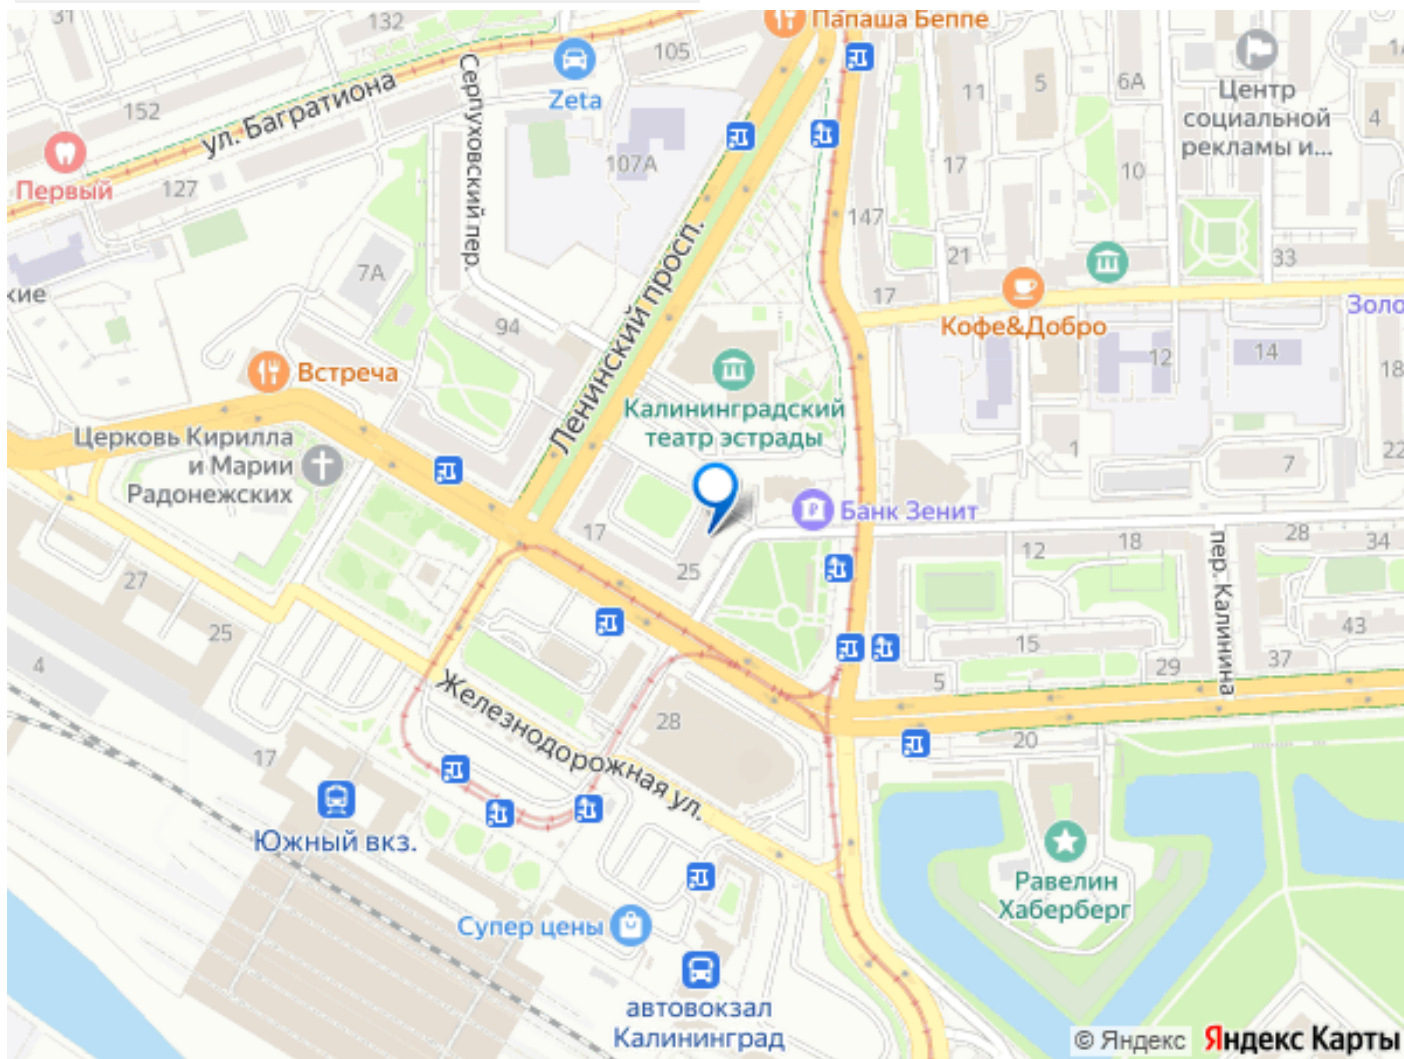 Папаша Беппе
132
105
Zeta
ул. Багратиона
152
Серпуховский пер.
11
5
6А
Центр
социальной
рекламы и...
4
Первый
127
107А
17
10
147
21
33
7А
кие
Ленинский просп.
17
Кофе&Добро
Золо
94
Встреча
12
14
18
Калининградский
театр эстрады
Церковь Кирилла
и Марии
Радонежских
1
7
22
17
Банк Зенит
12
18
28
34
25
27
пер. Калинина
25
15
43
4
29
37
5
Железнодорожная ул.
28
20
17
Южный вкз.
Равелин
Хаберберг
Супер цены
автовокзал
Калининград
© Яндекс
Яндекс Карты